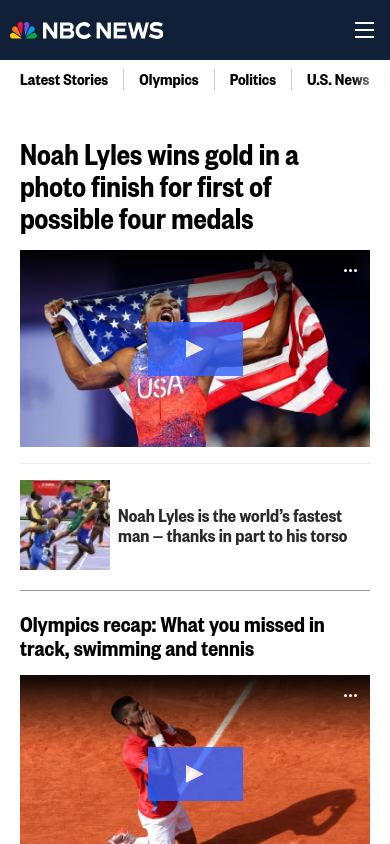 NBC NEWS
Latest Stories
Olympics
Politics
U.S. News
Noah Lyles wins gold in a
photo finish for first of
possible four medals
USA
Noah Lyles is the world’s fastest
man – thanks in part to his torso
Olympics recap: What you missed in
track, swimming and tennis